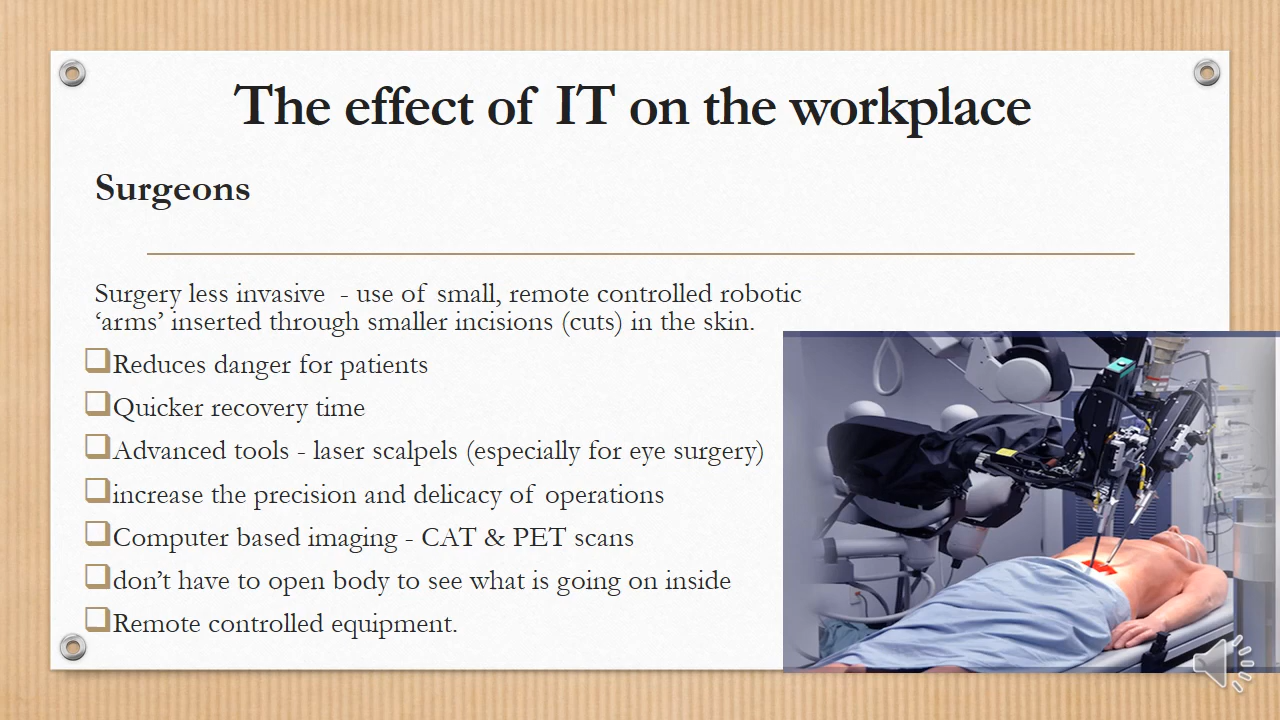 The effect of IT on the workplace
Surgeons
Surgery less invasive  - use of small, remote controlled robotic
‘arms’ inserted through smaller incisions (cuts) in the skin.
Reduces danger for patients
Quicker recovery time
Advanced tools - laser scalpels (especially for eye surgery)
increase the precision and delicacy of operations
Computer based imaging - CAT & PET scans
don’t have to open body to see what is going on inside
Remote controlled equipment.